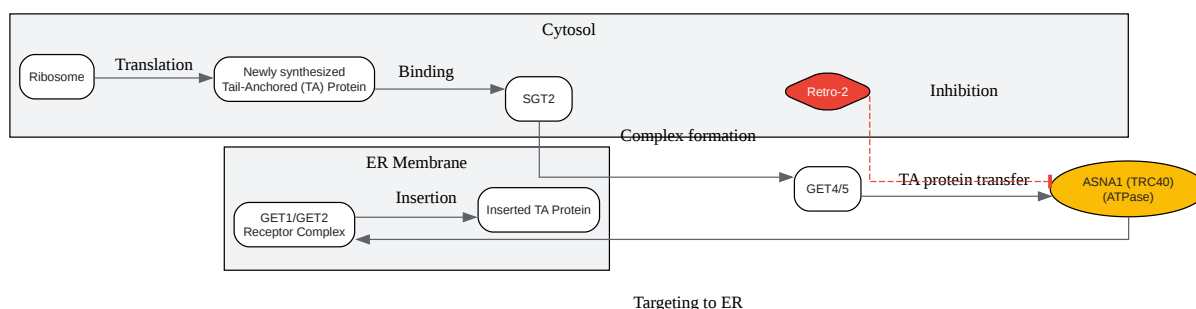 Cytosol
Ribosome
Translation
Newly synthesized
Tail-Anchored (TA) Protein
Binding
SGT2
Retro-2
Inhibition
Complex formation
ER Membrane
GET1/GET2
Receptor Complex
Insertion
Inserted TA Protein
GET4/5
TA protein transfer
ASNA1 (TRC40)
(ATPase)
Targeting to ER